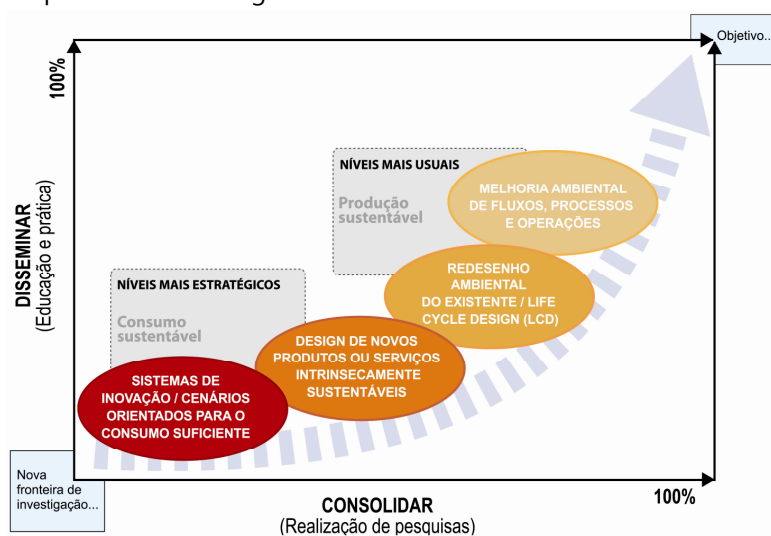 Objetivo...
100%
NÍVEIS MAIS USUAIS
Produção
sustentável
MELHORIA AMBIENTAL
DE FLUXOS, PROCESSOS
E OPERAÇÕES
DISSEMINAR
(Educação e prática)
REDESENHO
AMBIENTAL
DO EXISTENTE / LIFE
CYCLE DESIGN (LCD)
NÍVEIS MAIS ESTRATÉGICOS
Consumo
sustentável
DESIGN DE NOVOS
PRODUTOS OU SERVIÇOS
INTRINSECAMENTE
SUSTENTÁVEIS
SISTEMAS DE
INOVAÇÃO / CENÁRIOS
ORIENTADOS PARA O
CONSUMO SUFICIENTE
Nova
fronteira de
investigação...
CONSOLIDAR
(Realização de pesquisas)
100%